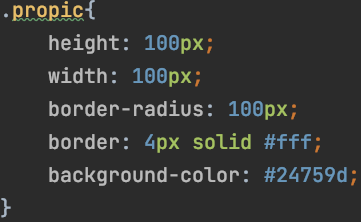 .propic{
    height: 100px;
    width: 100px;
    border-radius: 100px;
    border: 4px solid #fff;
    background-color: #24759d;
}